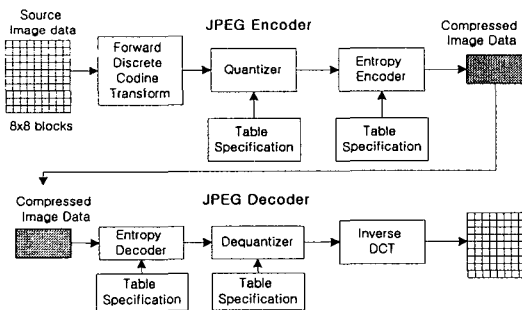 Source
Image data
8x8 blocks
Forward
Discrete
Codine
Transform
JPEG Encoder
Quantizer
Table
Specification
Entropy
Encoder
Table
Specification
Compressed
Image Data
Compressed
Image Data
JPEG Decoder
Entropy
Decoder
Table
Specification
Dequantizer
Table
Specification
Inverse
DCT